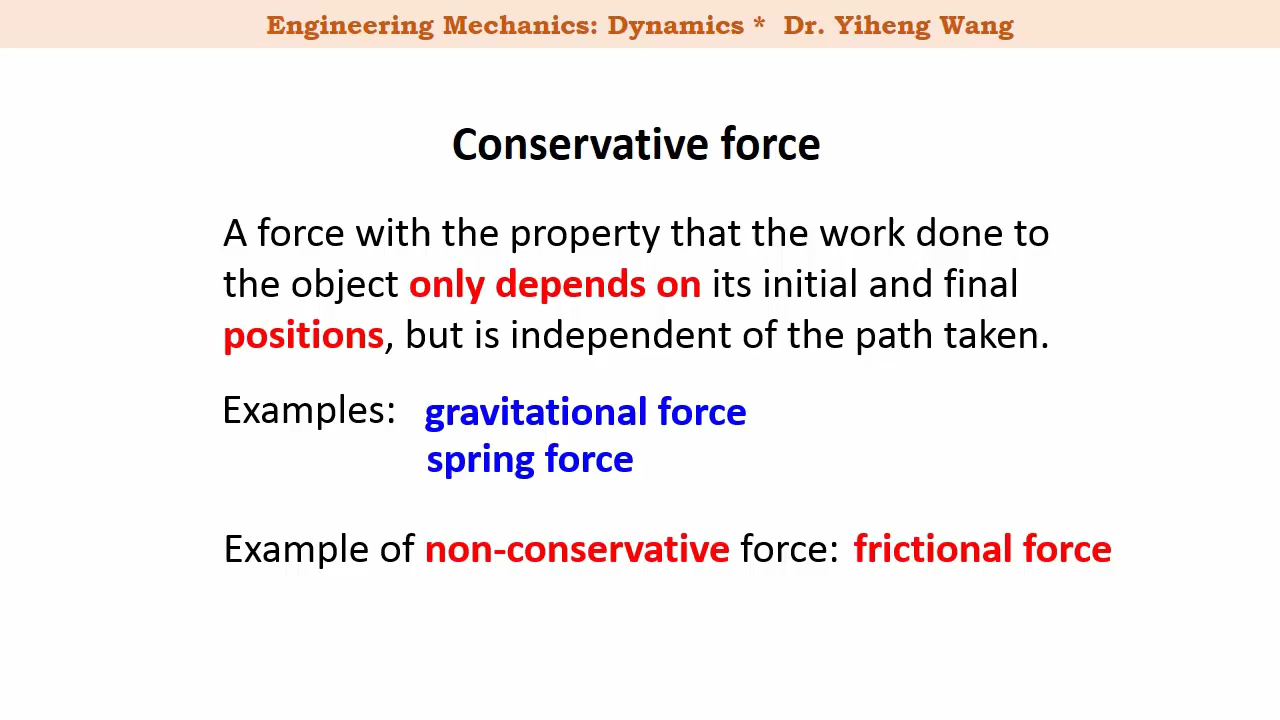 Engineering Mechanics: Dynamics * Dr. Yiheng Wang
Conservative force
A force with the property that the work done to
the object only depends on its initial and final
positions, but is independent of the path taken.
Examples: gravitational force
spring force
Example of non-conservative force: frictional force